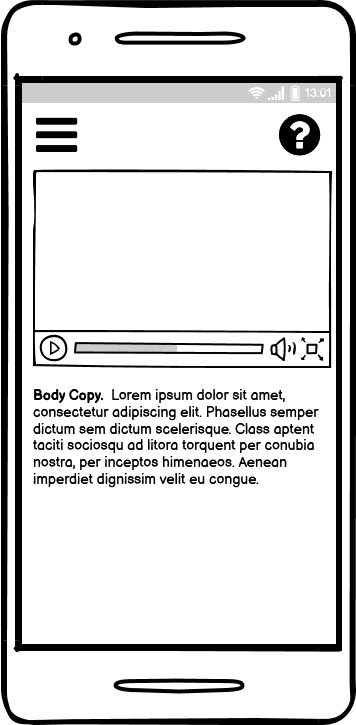 13:01
?
Body Copy. Lorem ipsum dolor sit amet,
consectetur adipiscing elit. Phasellus semper
dictum sem dictum scelerisque. Class aptent
taciti sociosqu ad litora torquent per conubia
nostra, per inceptos himenaeos. Aenean
imperdiet dignissim velit eu congue.